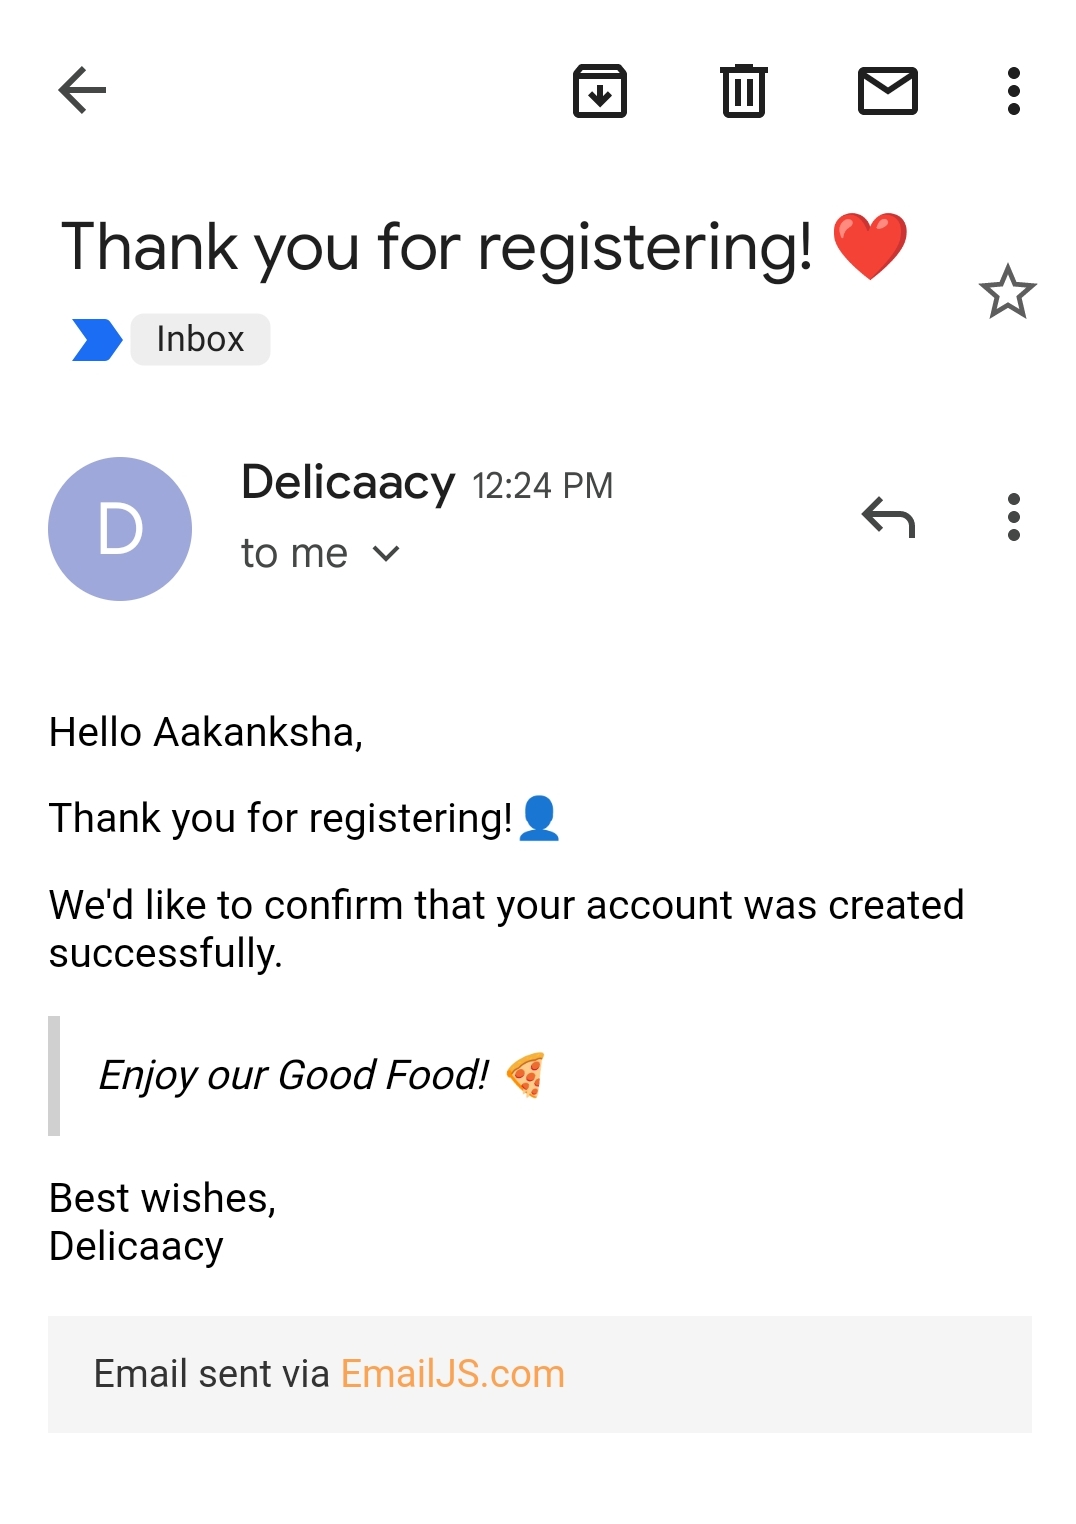 Thank you for registering! ❤️
Inbox
D
Delicaacy 12:24 PM
to me
Hello Aakanksha,
Thank you for registering!👤
We'd like to confirm that your account was created
successfully.
Enjoy our Good Food! 🍕
Best wishes,
Delicaacy
Email sent via EmailJS.com